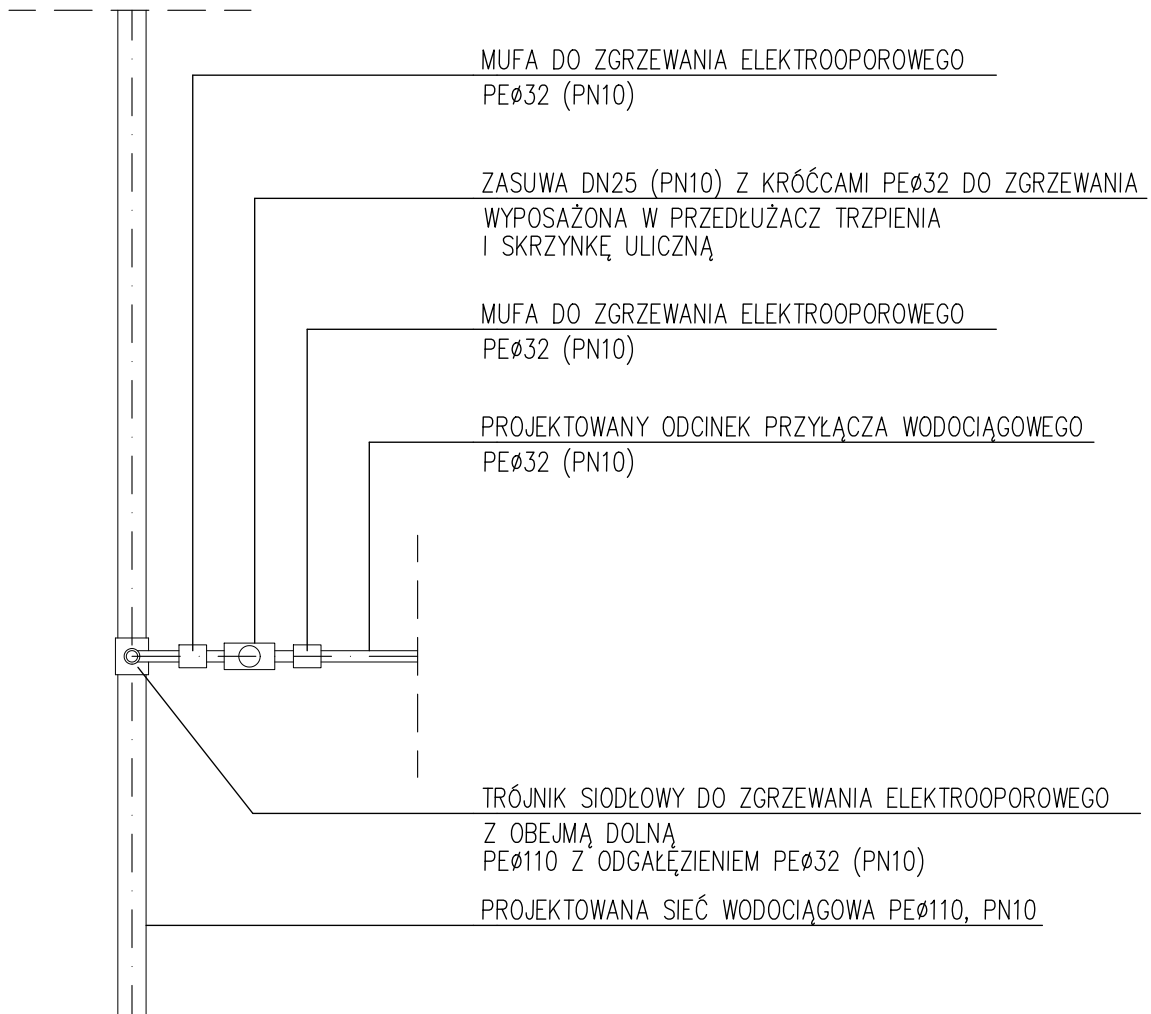 MUFA DO ZGRZEWANIA ELEKTROOPOROWEGO
PEø32 (PN10)
ZASUWA DN25 (PN10) Z KRÓĆCAMI PEø32 DO ZGRZEWANIA
WYPOSAŻONA W PRZEDŁUŻACZ TRZPIENIA
I SKRZYNKĘ ULICZNĄ
MUFA DO ZGRZEWANIA ELEKTROOPOROWEGO
PEø32 (PN10)
PROJEKTOWANY ODCINEK PRZYŁĄCZA WODOCIĄGOWEGO
PEø32 (PN10)
TRÓJNIK SIODŁOWY DO ZGRZEWANIA ELEKTROOPOROWEGO
Z OBEJMĄ DOLNĄ
PEø110 Z ODGAŁĘZIENIEM PEø32 (PN10)
PROJEKTOWANA SIEĆ WODOCIĄGOWA PEø110, PN10